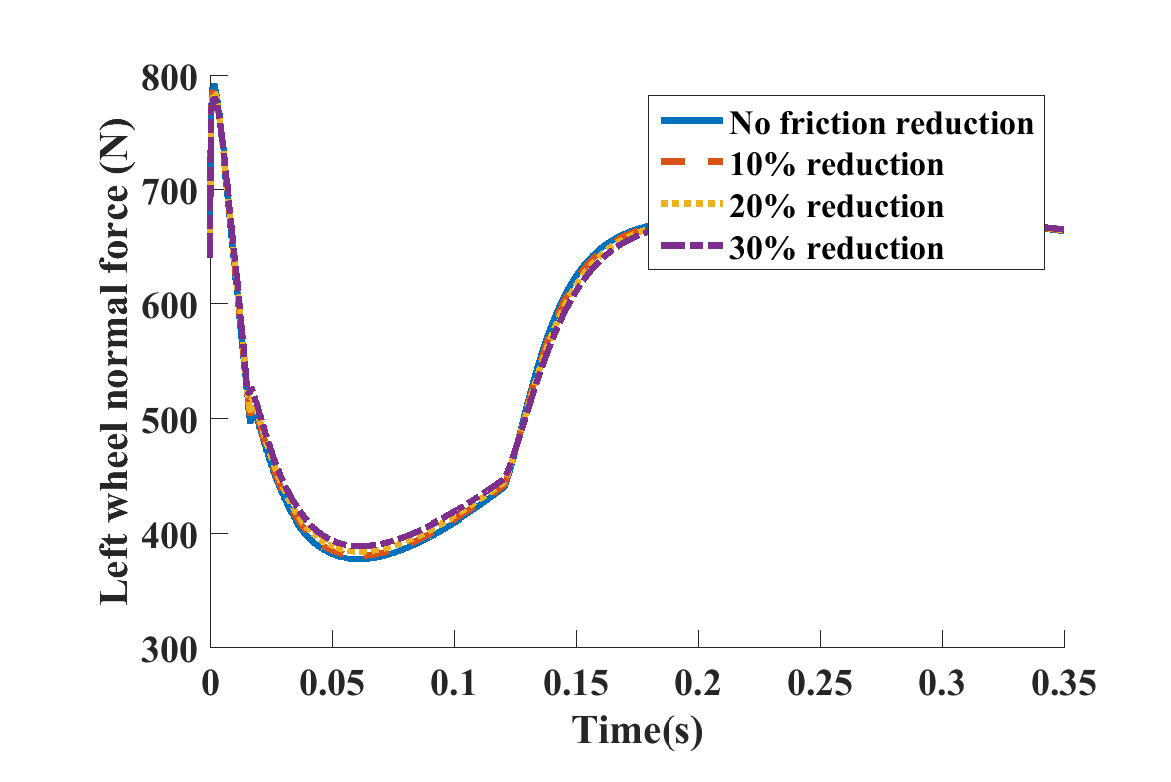 800
700
600
500
400
300
Left wheel normal force (N)
No friction reduction
10% reduction
20% reduction
30% reduction
0 0.05 0.1 0.15 0.2 0.25 0.3 0.35
Time(s)